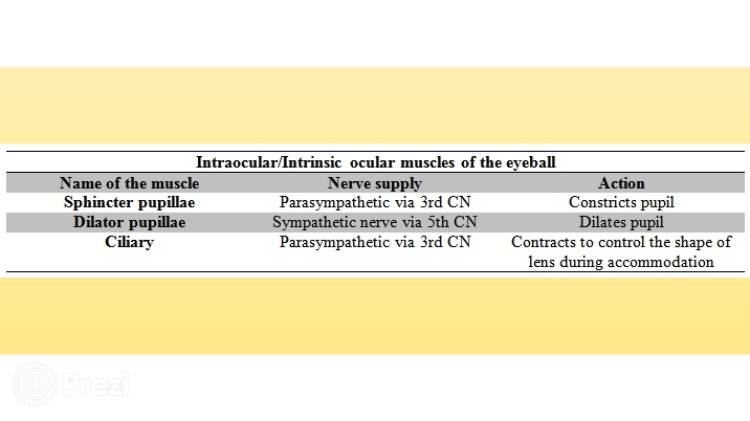 Intraocular/Intrinsic ocular muscles of the eyeball
Name of the muscle Nerve supply Action
Sphincter pupillae Parasympathetic via 3rd CN Constricts pupil
Dilator pupillae Sympathetic nerve via 5th CN Dilates pupil
Ciliary Parasympathetic via 3rd CN Contracts to control the shape of
lens during accommodation
Prezi